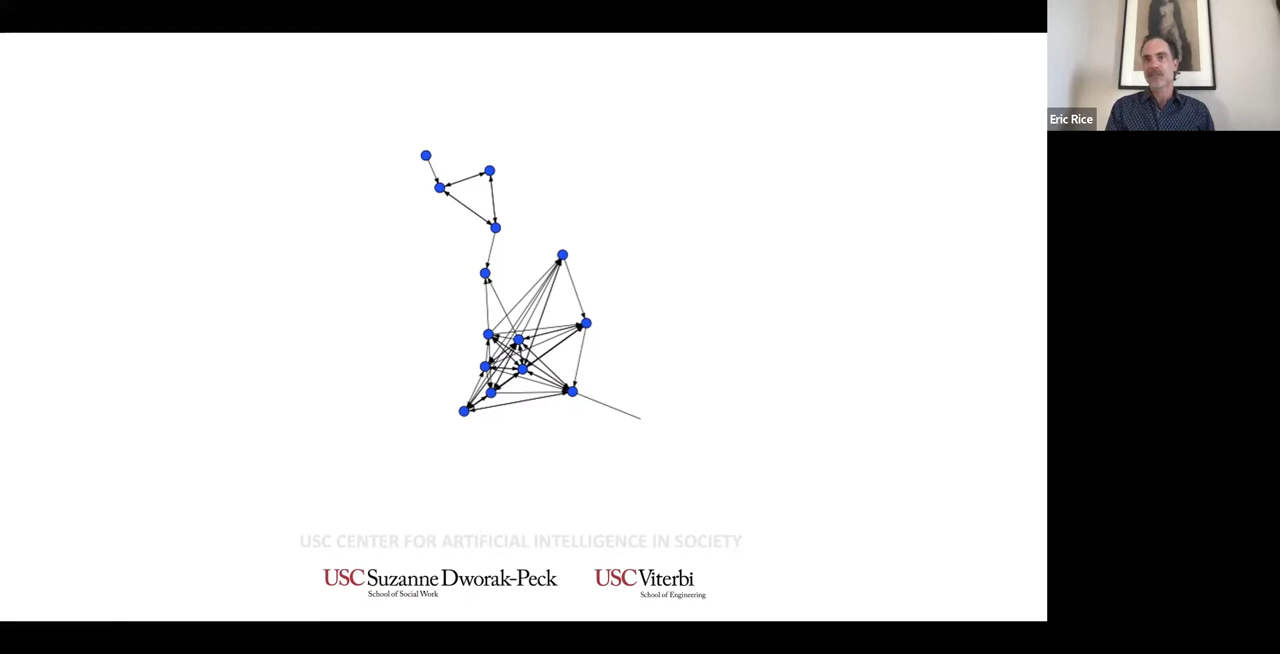 Eric Rice
USC CENTER FOR ARTIFICIAL INTELLIGENCE IN SOCIETY
USC Suzanne Dworak-Peck
School of Social Work
USC Viterbi
School of Engineering